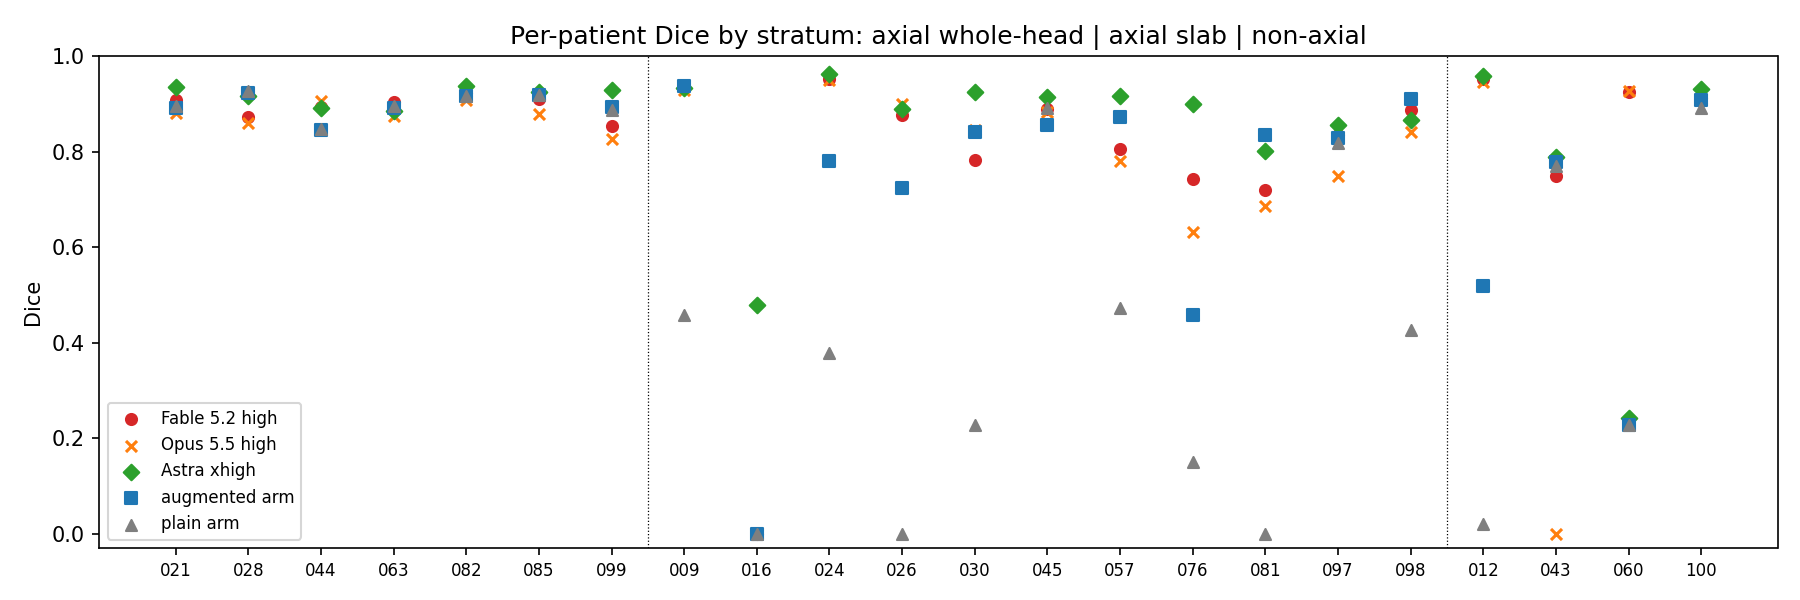 Per-patient Dice by stratum: axial whole-head | axial slab | non-axial
1.0
0.8
0.6
0.4
0.2
0.0
Dice
Fable 5.2 high
Opus 5.5 high
Astra xhigh
augmented arm
plain arm
021 028 044 063 082 085 099 009 016 024 026 030 045 057 076 081 097 098 012 043 060 100